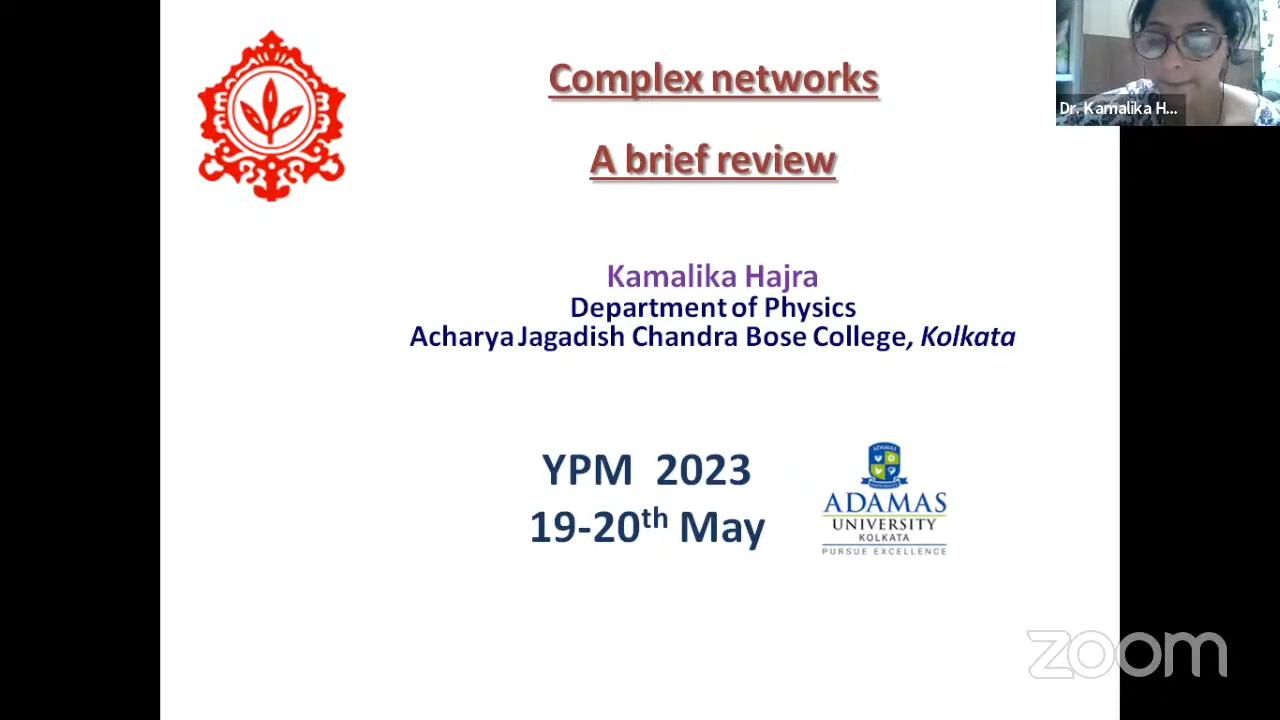 Complex networks
A brief review
Dr. Kamalika H...
Kamalika Hajra
Department of Physics
Acharya Jagadish Chandra Bose College, Kolkata
YPM 2023
19-20th May
ADAMAS
ADAMAS
UNIVERSITY
KOLKATA
PURSUE EXCELLENCE
zoom